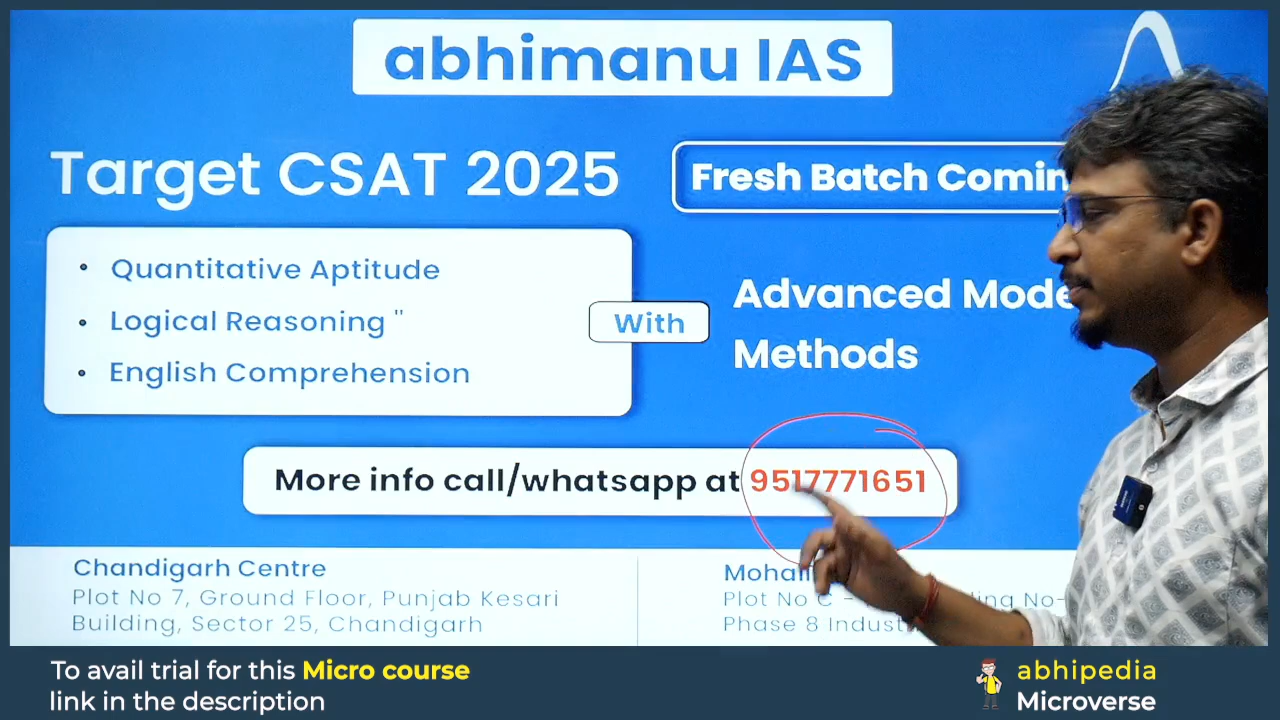 abhimanu IAS
Target CSAT 2025
Fresh Batch Comin
• Quantitative Aptitude
• Logical Reasoning "
• English Comprehension
With
Advanced Mode
Methods
More info call/whatsapp at 9517771651
Chandigarh Centre
Plot No 7, Ground Floor, Punjab Kesari
Building, Sector 25, Chandigarh
Mohali
Plot No C -
Phase 8 Indust
To avail trial for this Micro course
link in the description
abhipedia
Microverse